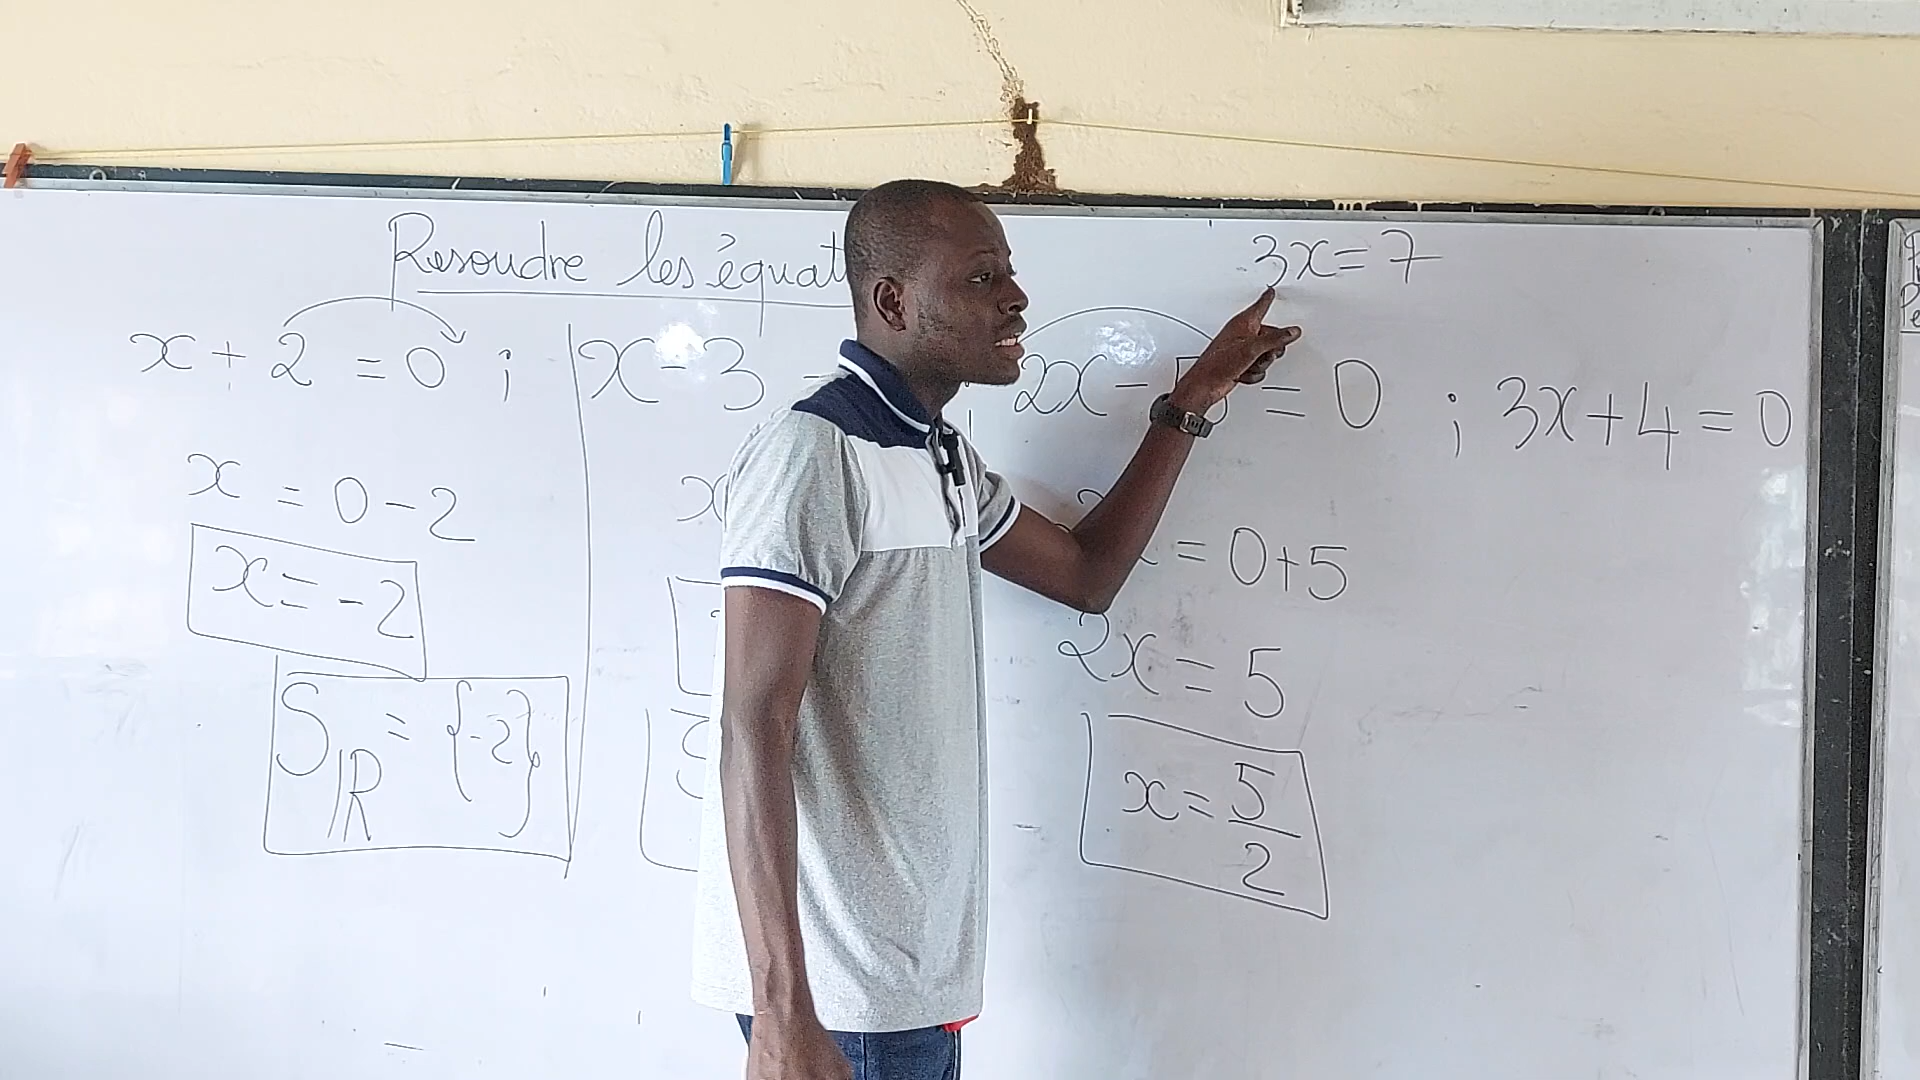 Resoudre les équat
3x = 7
x + 2 = 0 ;
x - 3
2x - 5 = 0 ; 3x + 4 = 0
x = 0 - 2
x = -2
S_IR = {-2}
x
= 0 + 5
2x = 5
x = 5/2